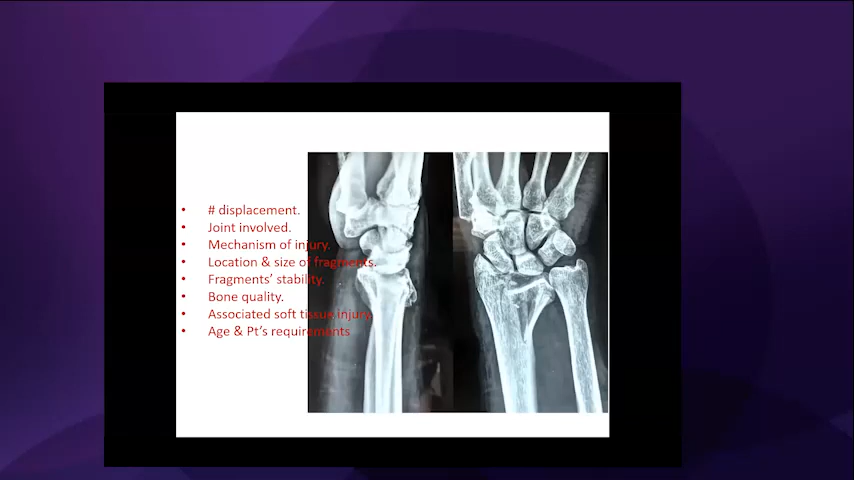 • # displacement.
• Joint involved.
• Mechanism of injury.
• Location & size of fragments.
• Fragments' stability.
• Bone quality.
• Associated soft tissue injury.
• Age & Pt's requirements